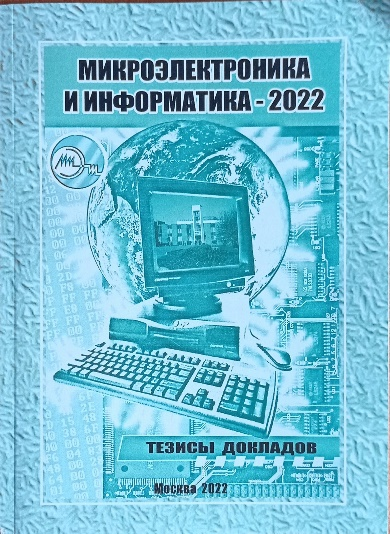 МИКРОЭЛЕКТРОНИКА
И ИНФОРМАТИКА - 2022
ТЕЗИСЫ ДОКЛАДОВ
Москва 2022